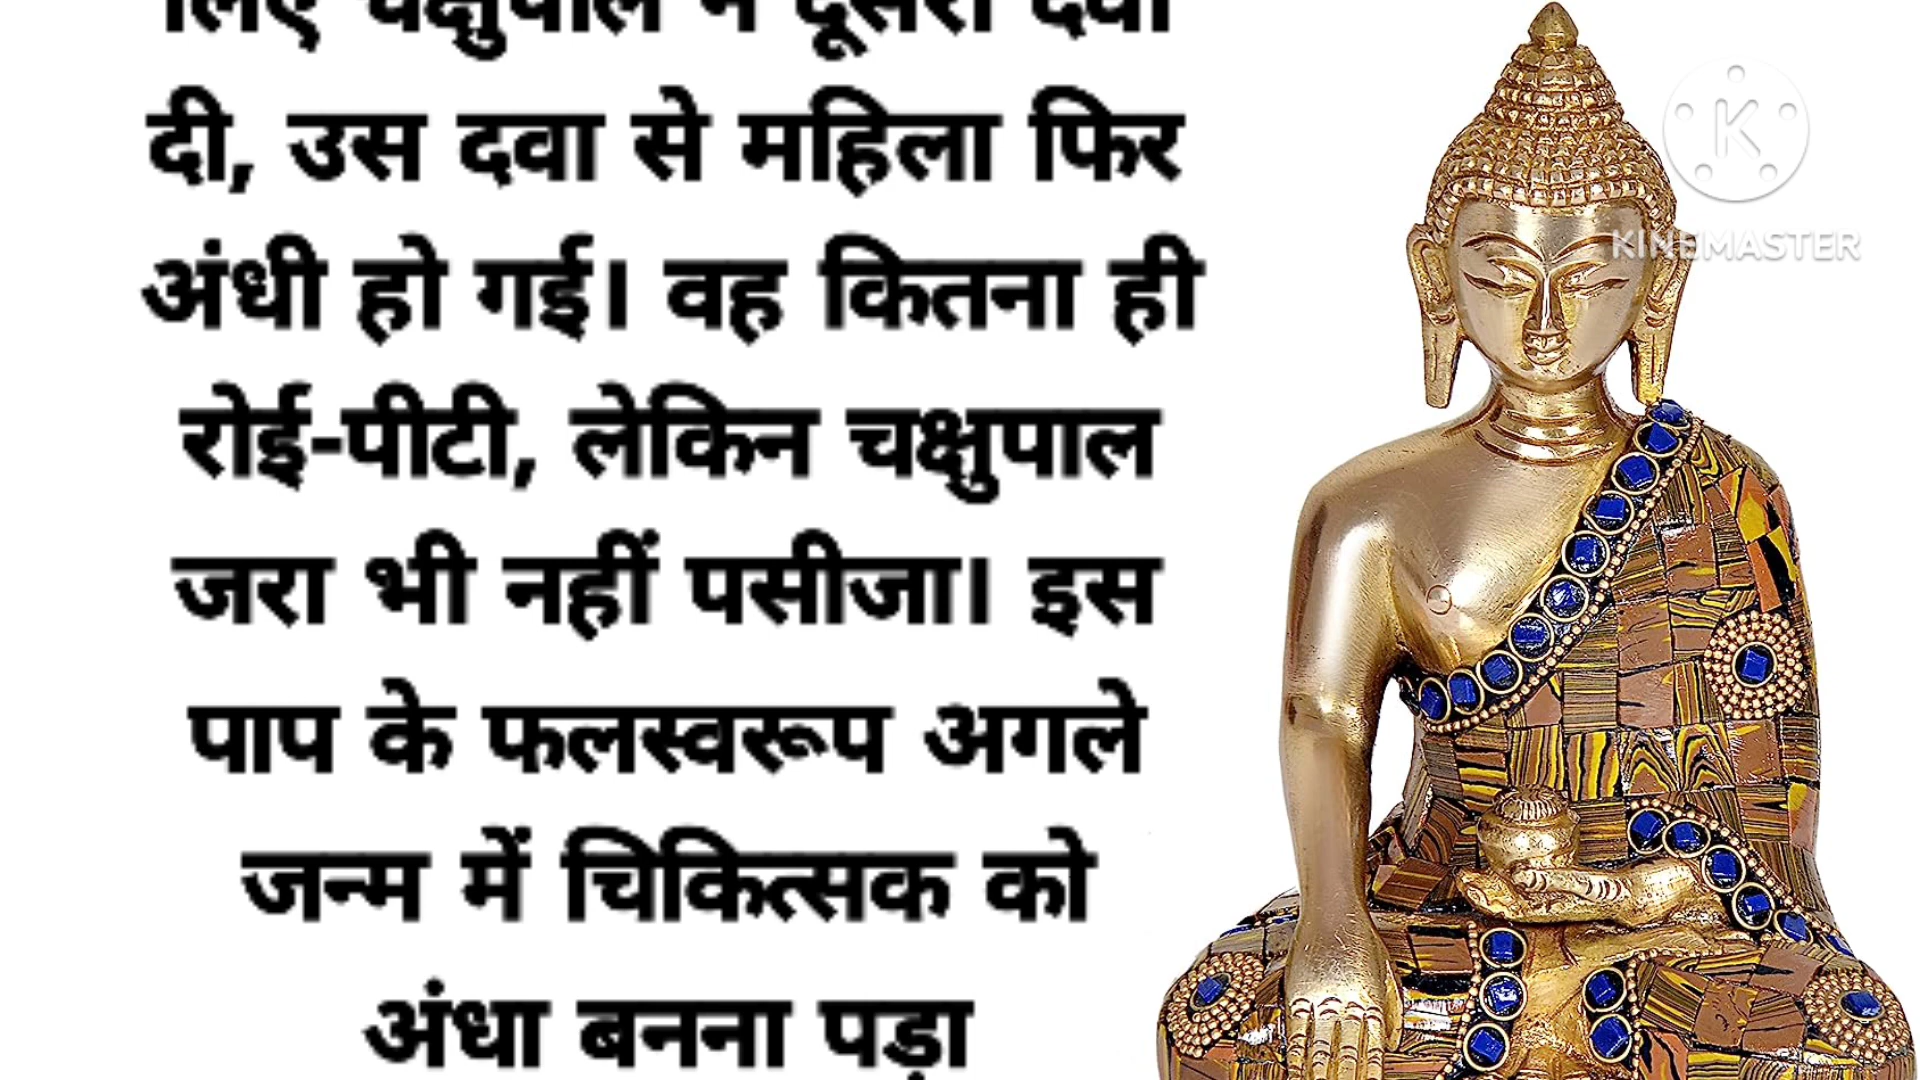 लिए चक्षुपाल ने दूसरी दवा
दी, उस दवा से महिला फिर
अंधी हो गई। वह कितना ही
रोई-पीटी, लेकिन चक्षुपाल
जरा भी नहीं पसीजा। इस
पाप के फलस्वरूप अगले
जन्म में चिकित्सक को
अंधा बनना पड़ा
K
KINEMASTER